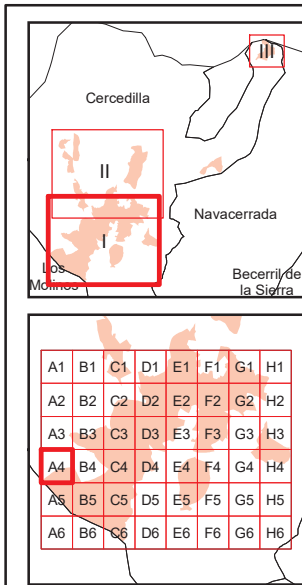 III
Cercedilla
II
Navacerrada
I
Los
Molinos
Becerril de
la Sierra
A1 B1 C1 D1 E1 F1 G1 H1
A2 B2 C2 D2 E2 F2 G2 H2
A3 B3 C3 D3 E3 F3 G3 H3
A4 B4 C4 D4 E4 F4 G4 H4
A5 B5 C5 D5 E5 F5 G5 H5
A6 B6 C6 D6 E6 F6 G6 H6